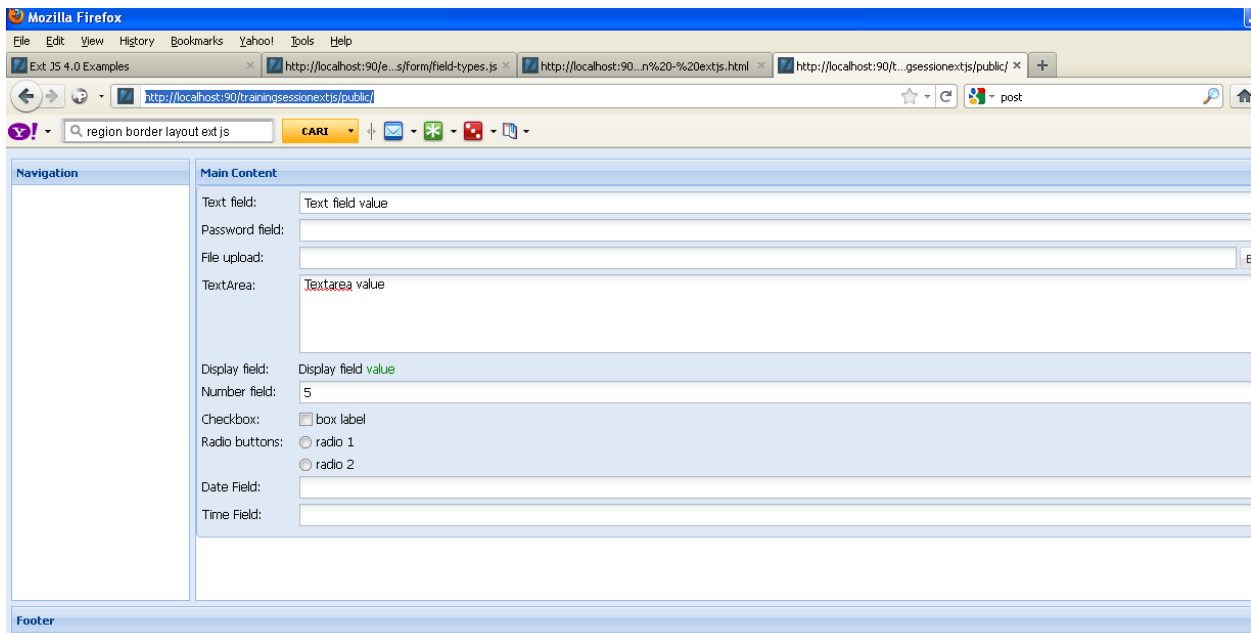 Mozilla Firefox
File Edit View History Bookmarks Yahoo! Tools Help
Ext JS 4.0 Examples × http://localhost:90/e...s/form/field-types.js × http://localhost:90...n%20-%20extjs.html × http://localhost:90/t...gsessionextjs/public/ × +
http://localhost:90/trainingsessionextjs/public/ post
Y! region border layout ext js CARI
Navigation Main Content
Text field: Text field value
Password field:
File upload:
TextArea: Textarea value
Display field: Display field value
Number field: 5
Checkbox: box label
Radio buttons: radio 1
radio 2
Date Field:
Time Field:
Footer